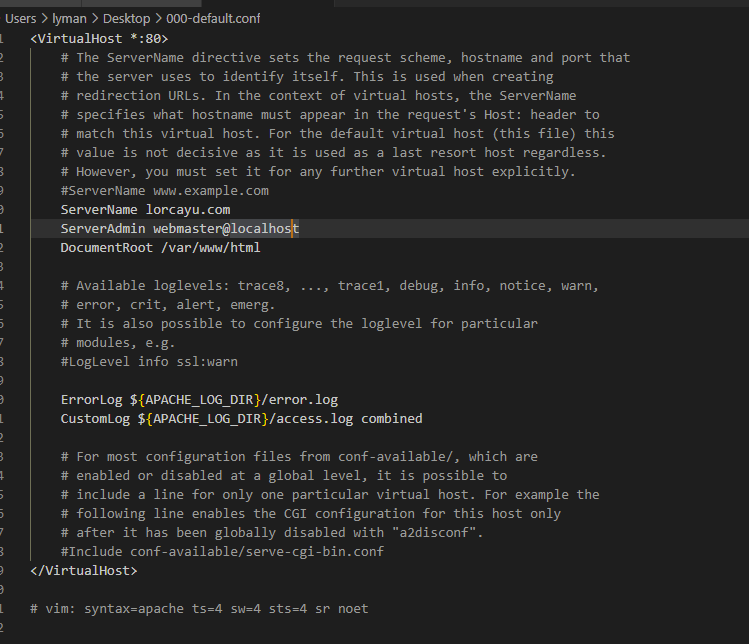 Users > lyman > Desktop > 000-default.conf
1 <VirtualHost *:80>
2 # The ServerName directive sets the request scheme, hostname and port that
3 # the server uses to identify itself. This is used when creating
4 # redirection URLs. In the context of virtual hosts, the ServerName
5 # specifies what hostname must appear in the request's Host: header to
6 # match this virtual host. For the default virtual host (this file) this
7 # value is not decisive as it is used as a last resort host regardless.
8 # However, you must set it for any further virtual host explicitly.
9 #ServerName www.example.com
0 ServerName lorcayu.com
1 ServerAdmin webmaster@localhost
2 DocumentRoot /var/www/html
3
4 # Available loglevels: trace8, ..., trace1, debug, info, notice, warn,
5 # error, crit, alert, emerg.
6 # It is also possible to configure the loglevel for particular
7 # modules, e.g.
8 #LogLevel info ssl:warn
9
0 ErrorLog ${APACHE_LOG_DIR}/error.log
1 CustomLog ${APACHE_LOG_DIR}/access.log combined
2
3 # For most configuration files from conf-available/, which are
4 # enabled or disabled at a global level, it is possible to
5 # include a line for only one particular virtual host. For example the
6 # following line enables the CGI configuration for this host only
7 # after it has been globally disabled with "a2disconf".
8 #Include conf-available/serve-cgi-bin.conf
9 </VirtualHost>
0
1 # vim: syntax=apache ts=4 sw=4 sts=4 sr noet
2